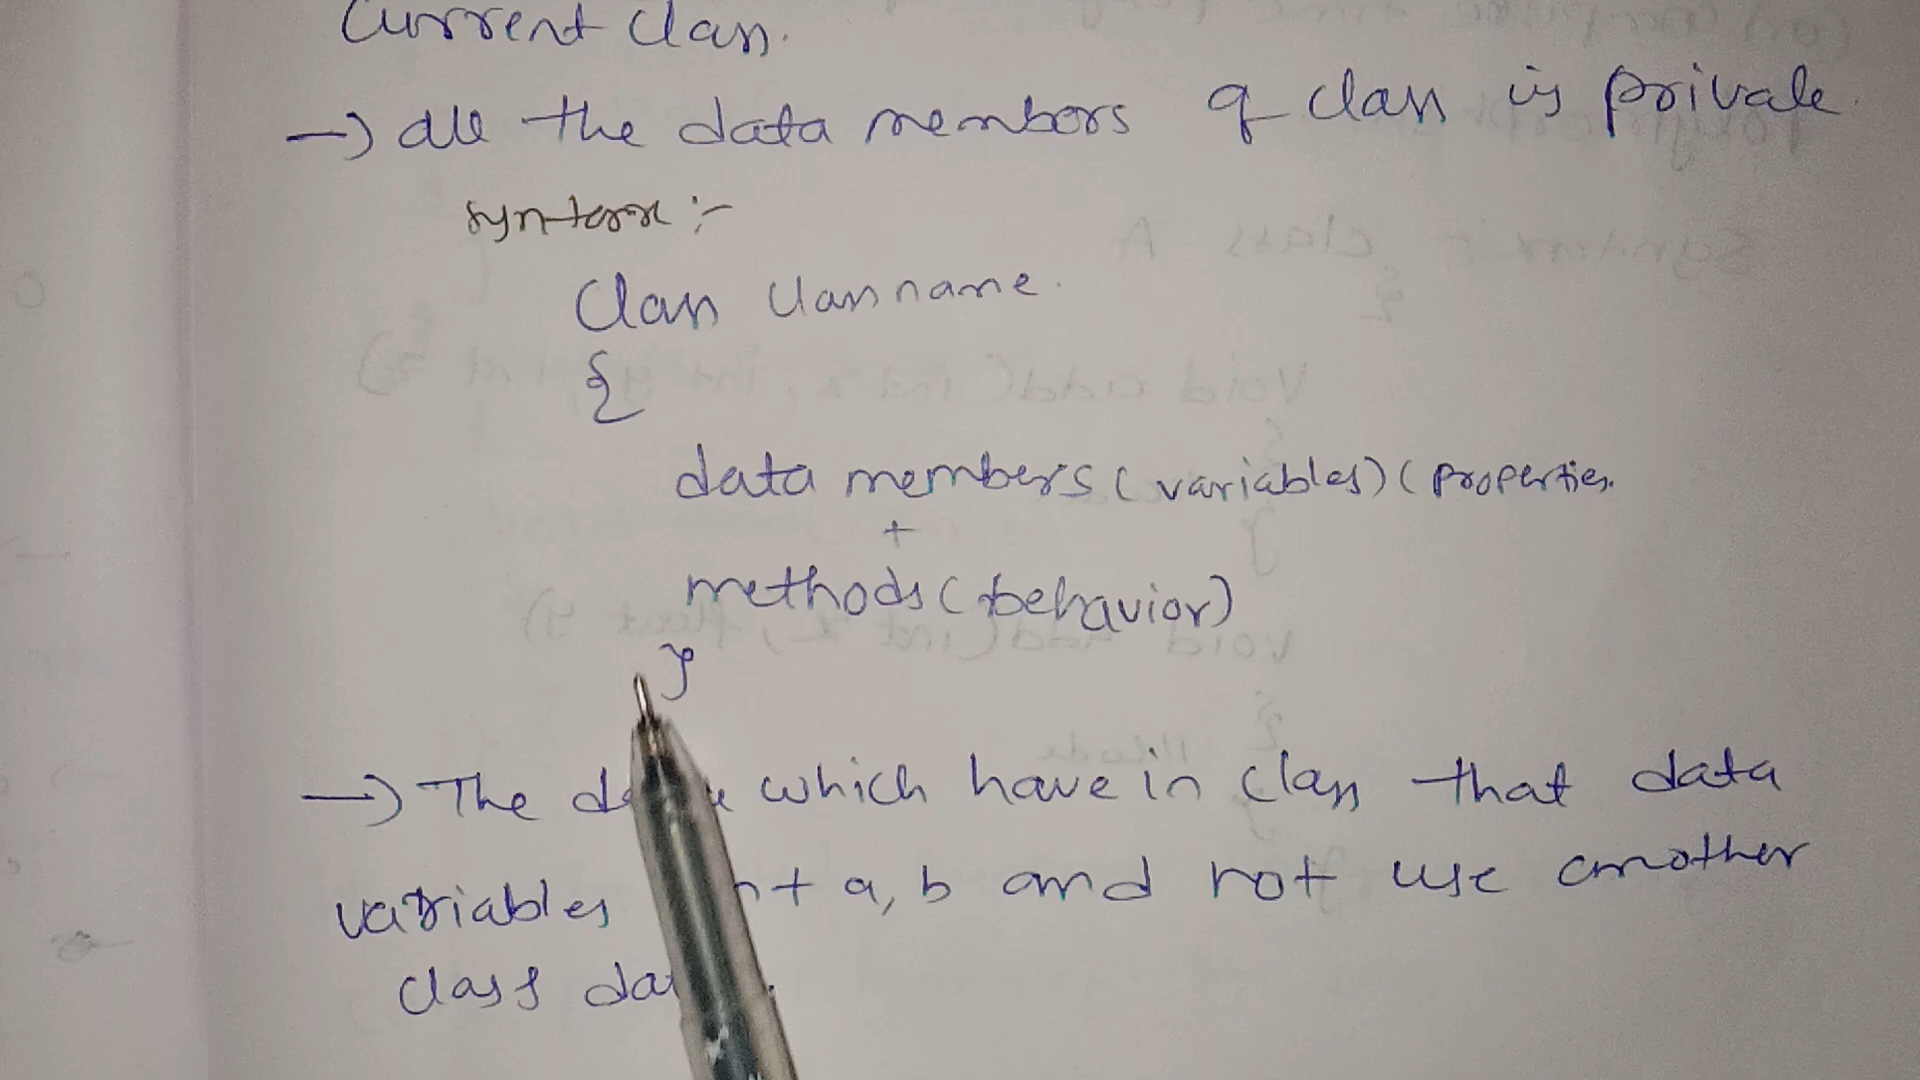 Current class.
→ all the data members of class is private.
syntax :-
Class classname.
{
data members (variables) (properties.
+
methods (behavior)
}
→ The which have in class that data
variables a, b and not use another
class